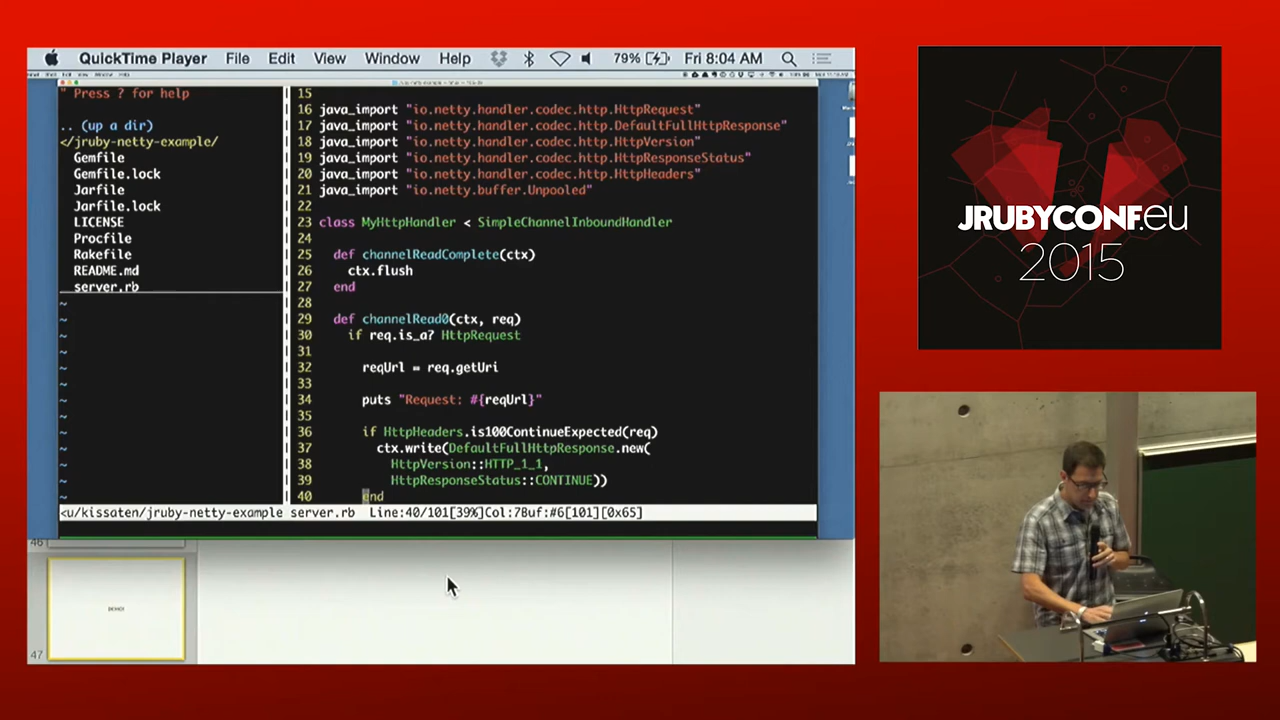 QuickTime Player File Edit View Window Help 79% Fri 8:04 AM
" Press ? for help
.. (up a dir)
</jruby-netty-example/
Gemfile
Gemfile.lock
Jarfile
Jarfile.lock
LICENSE
Procfile
Rakefile
README.md
server.rb
~
~
~
~
~
~
~
~
~
~
~
~
~
15
16 java_import "io.netty.handler.codec.http.HttpRequest"
17 java_import "io.netty.handler.codec.http.DefaultFullHttpResponse"
18 java_import "io.netty.handler.codec.http.HttpVersion"
19 java_import "io.netty.handler.codec.http.HttpResponseStatus"
20 java_import "io.netty.handler.codec.http.HttpHeaders"
21 java_import "io.netty.buffer.Unpooled"
22
23 class MyHttpHandler < SimpleChannelInboundHandler
24
25 def channelReadComplete(ctx)
26 ctx.flush
27 end
28
29 def channelRead0(ctx, req)
30 if req.is_a? HttpRequest
31
32 reqUrl = req.getUri
33
34 puts "Request: #{reqUrl}"
35
36 if HttpHeaders.is100ContinueExpected(req)
37 ctx.write(DefaultFullHttpResponse.new(
38 HttpVersion::HTTP_1_1,
39 HttpResponseStatus::CONTINUE))
40 end
<u/kissaten/jruby-netty-example server.rb Line:40/101[39%]Col:7Buf:#6[101][0x65]
46
47
JRUBYCONF.eu
2015